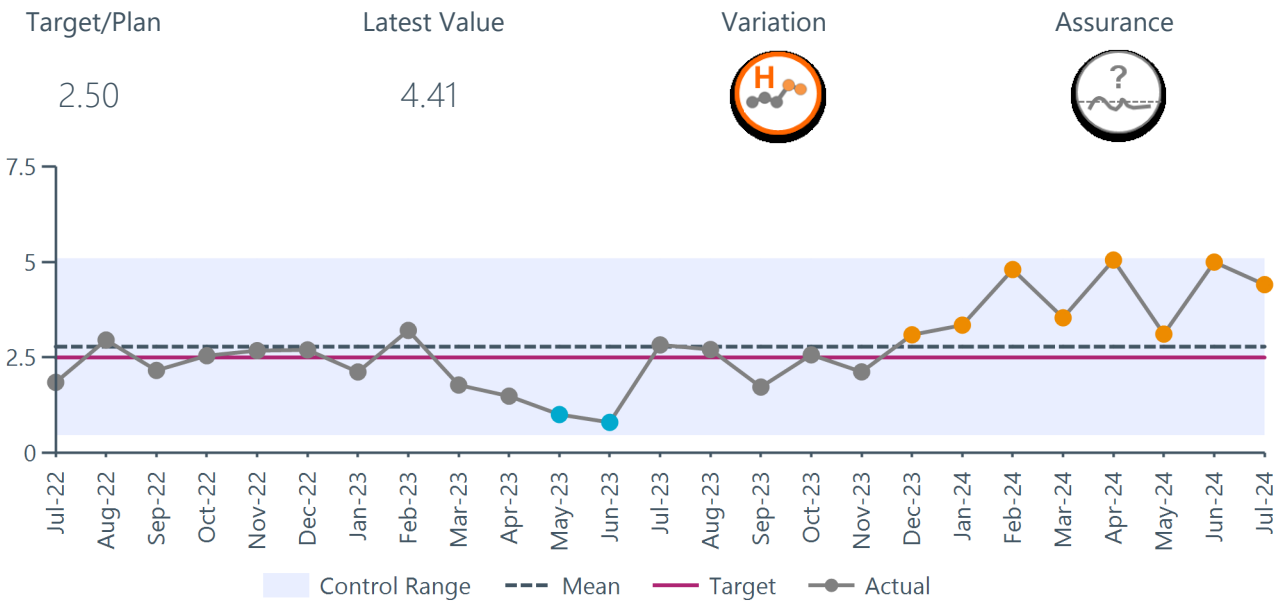 Target/Plan
Latest Value
Variation
Assurance
2.50
4.41
H
?
7.5
5
2.5
0
Jul-22
Aug-22
Sep-22
Oct-22
Nov-22
Dec-22
Jan-23
Feb-23
Mar-23
Apr-23
May-23
Jun-23
Jul-23
Aug-23
Sep-23
Oct-23
Nov-23
Dec-23
Jan-24
Feb-24
Mar-24
Apr-24
May-24
Jun-24
Jul-24
Control Range
Mean
Target
Actual